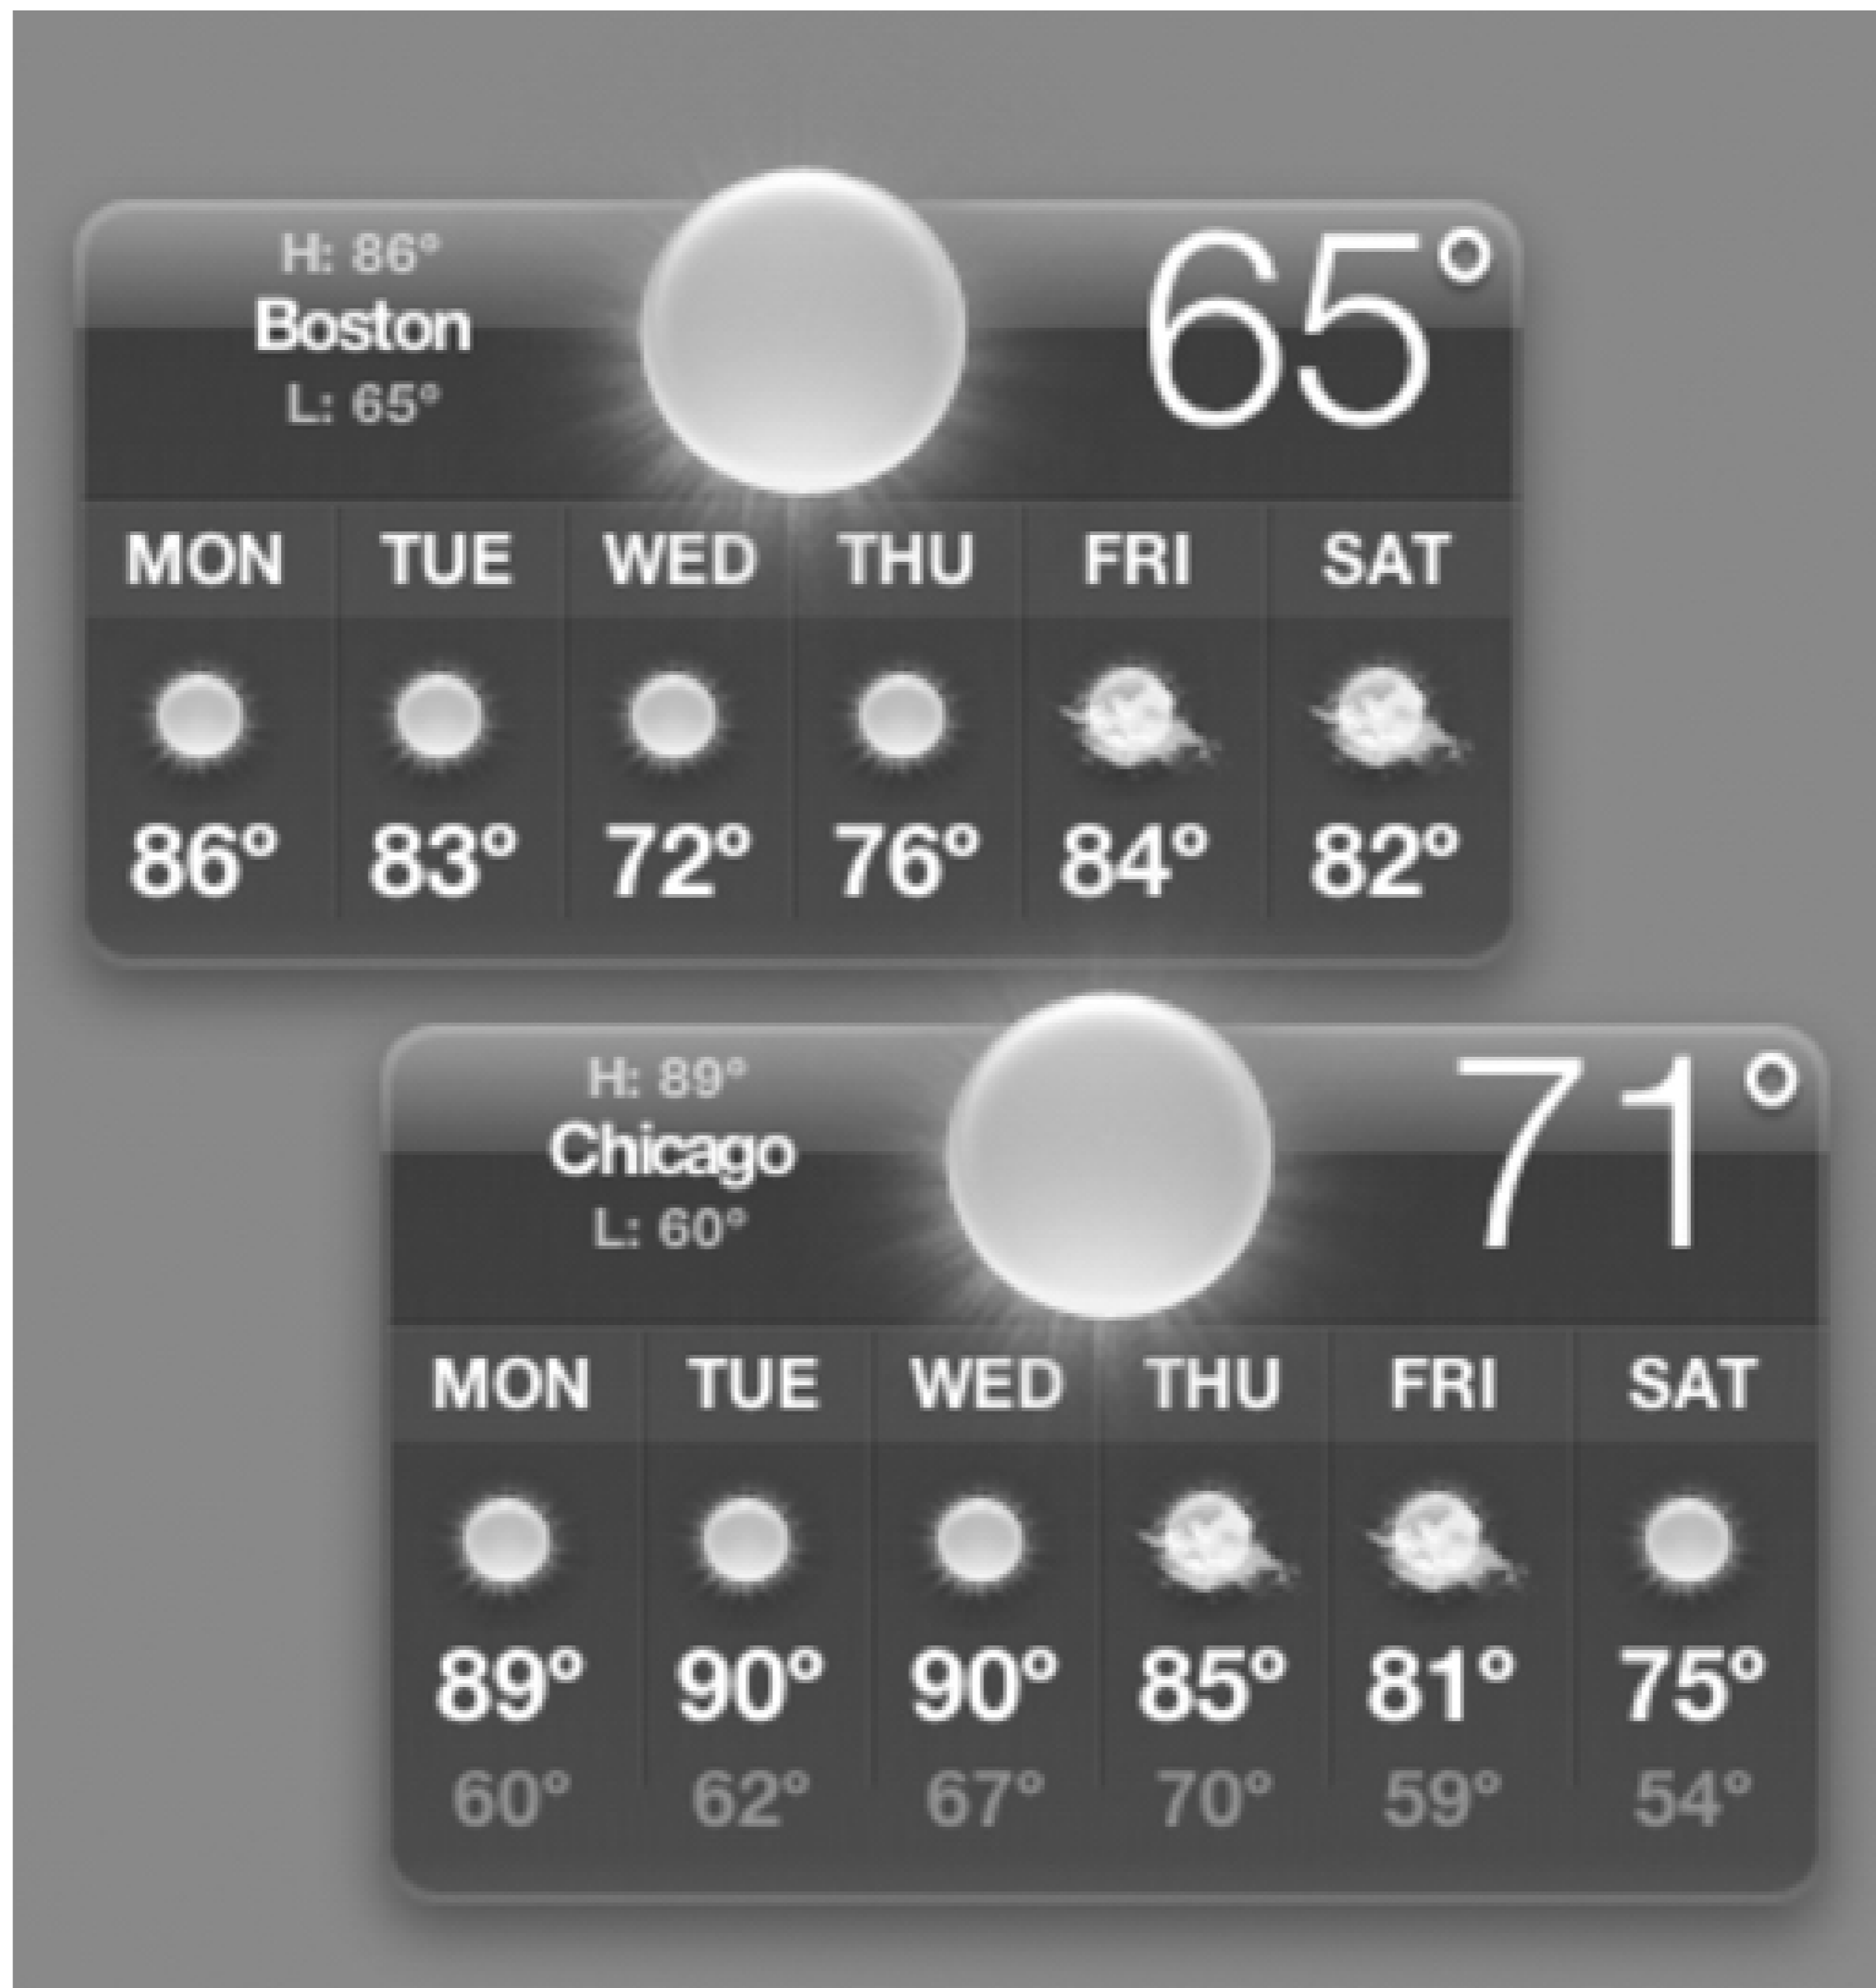 H: 86°
Boston
L: 65°
65°
MON TUE WED THU FRI SAT
86° 83° 72° 76° 84° 82°
H: 89°
Chicago
L: 60°
71°
MON TUE WED THU FRI SAT
89° 90° 90° 85° 81° 75°
60° 62° 67° 70° 59° 54°